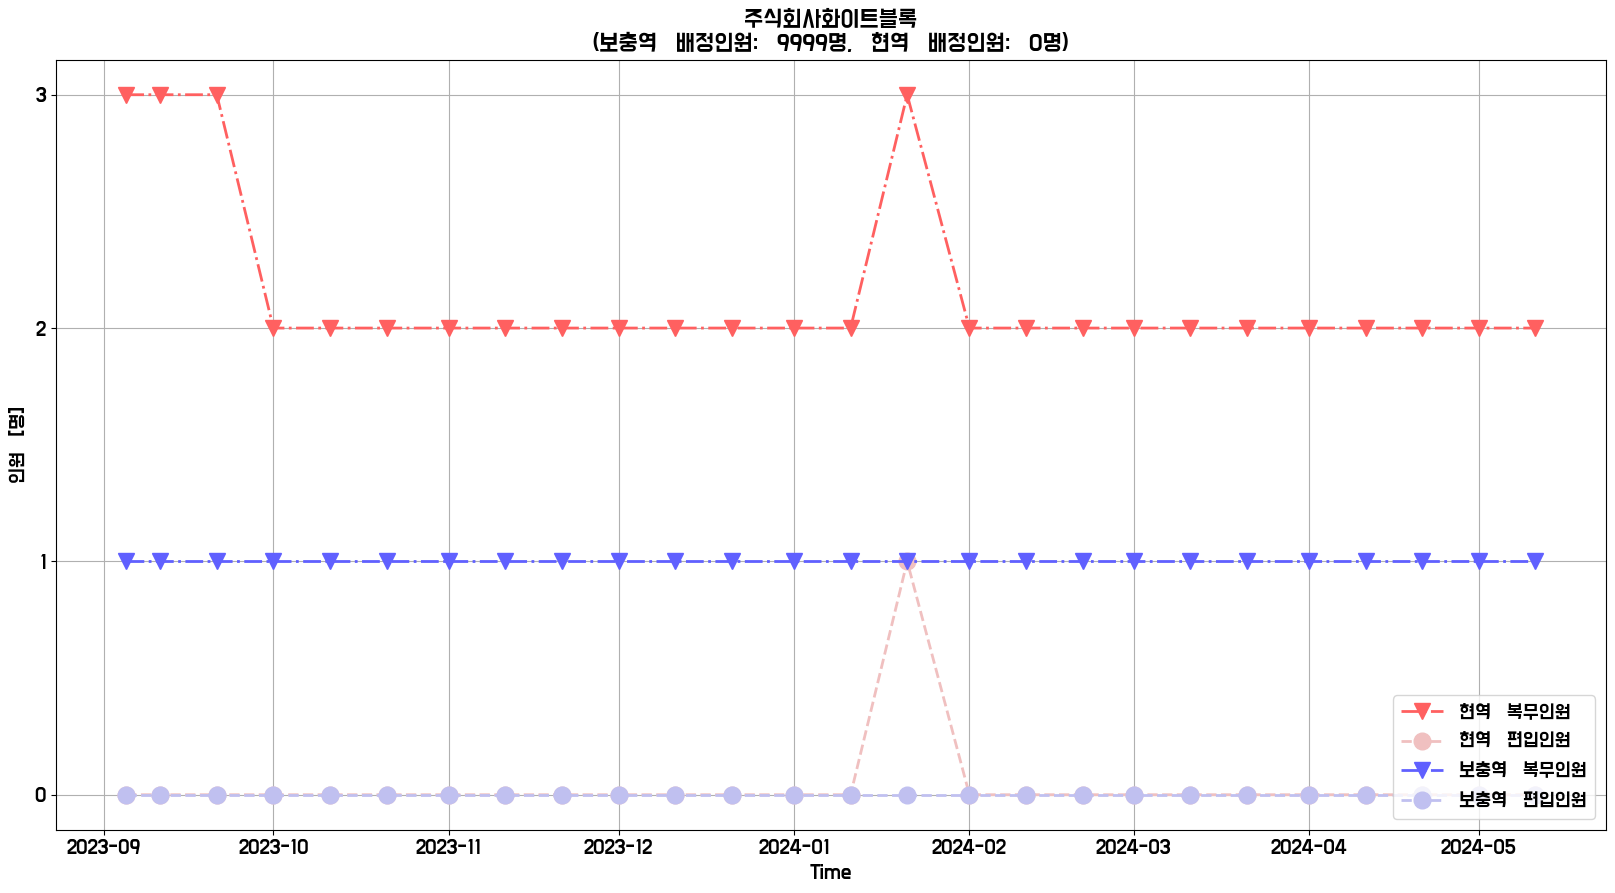 주식회사화이트블록
(보충역 배정인원: 9999명, 현역 배정인원: 0명)
인원 [명]
3
2
1
0
2023-09 2023-10 2023-11 2023-12 2024-01 2024-02 2024-03 2024-04 2024-05
Time
현역 복무인원
현역 편입인원
보충역 복무인원
보충역 편입인원